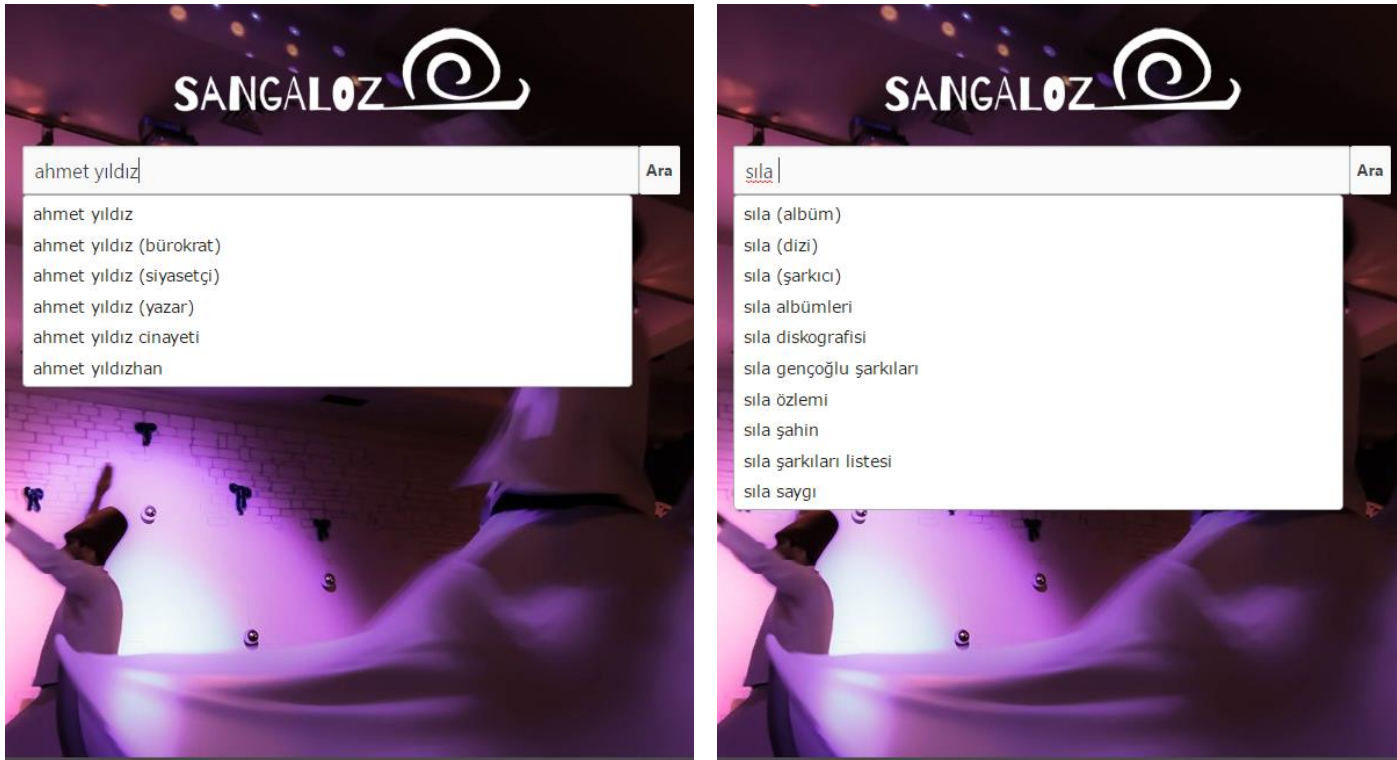 SANGALOZ
ahmet yıldız
Ara
ahmet yıldız
ahmet yıldız (bürokrat)
ahmet yıldız (siyasetçi)
ahmet yıldız (yazar)
ahmet yıldız cinayeti
ahmet yıldızhan
SANGALOZ
sıla
Ara
sıla (albüm)
sıla (dizi)
sıla (şarkıcı)
sıla albümleri
sıla diskografisi
sıla gençoğlu şarkıları
sıla özlemi
sıla şahin
sıla şarkıları listesi
sıla saygı